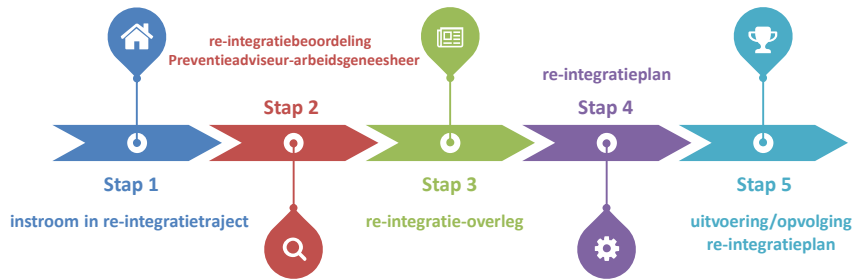 Stap 1
instroom in re-integratietraject
re-integratiebeoordeling
Preventieadviseur-arbeidsgeneesheer
Stap 2
Stap 3
re-integratie-overleg
re-integratieplan
Stap 4
Stap 5
uitvoering/opvolging
re-integratieplan